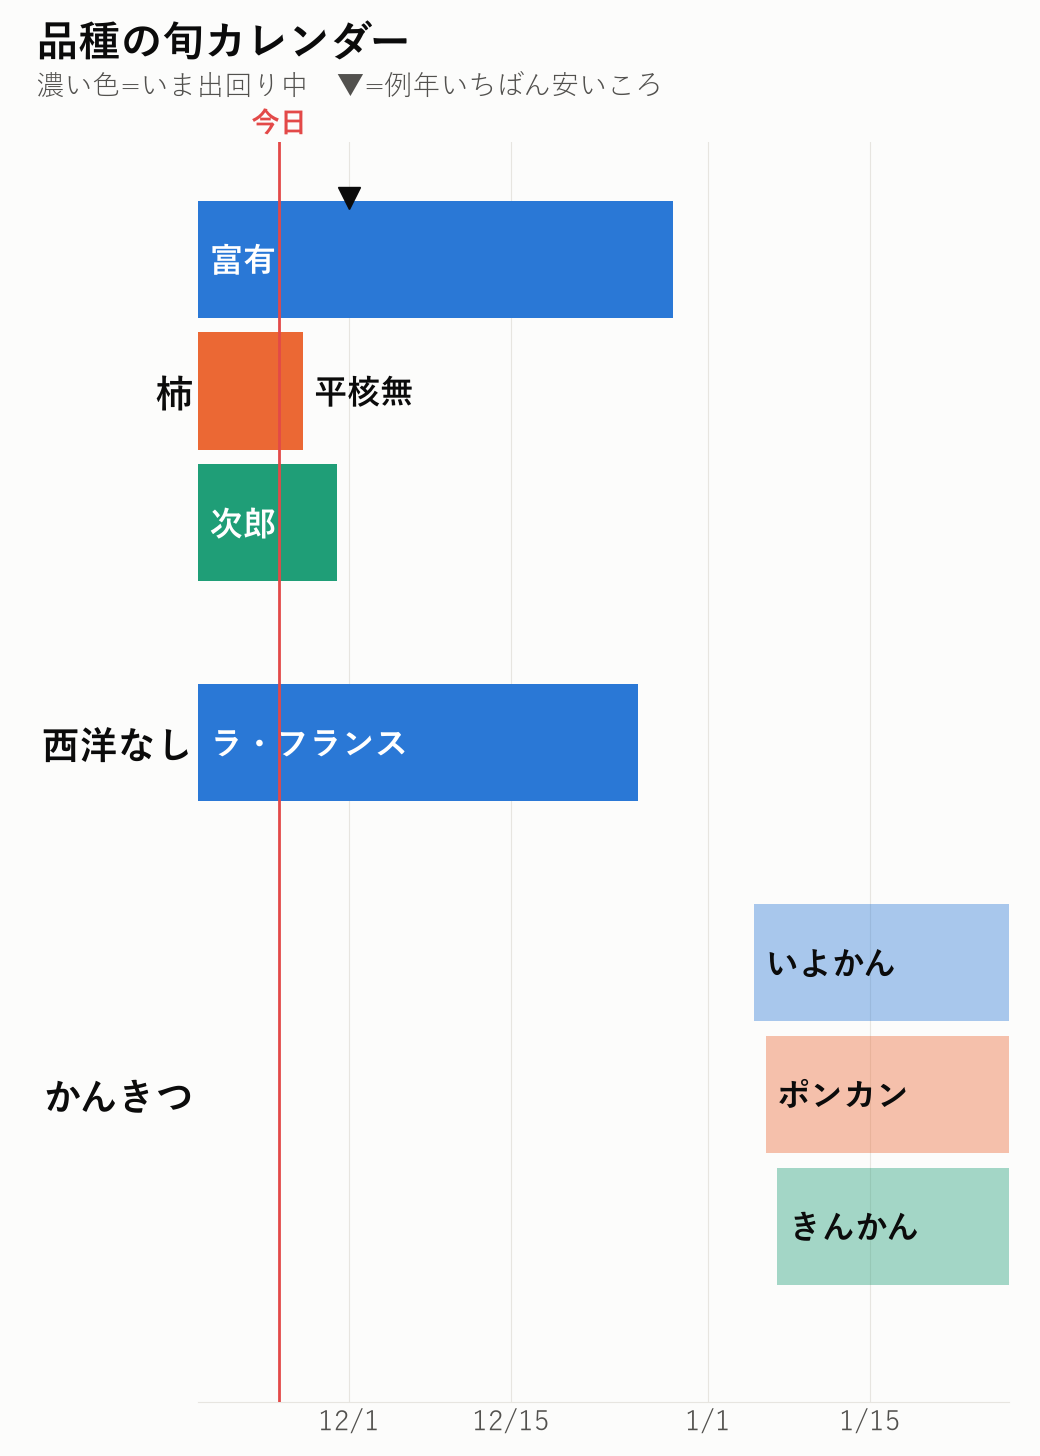 品種の旬カレンダー
濃い色=いま出回り中　▼=例年いちばん安いころ
今日
富有
柿
平核無
次郎
西洋なし
ラ・フランス
いよかん
かんきつ
ポンカン
きんかん
12/1
12/15
1/1
1/15